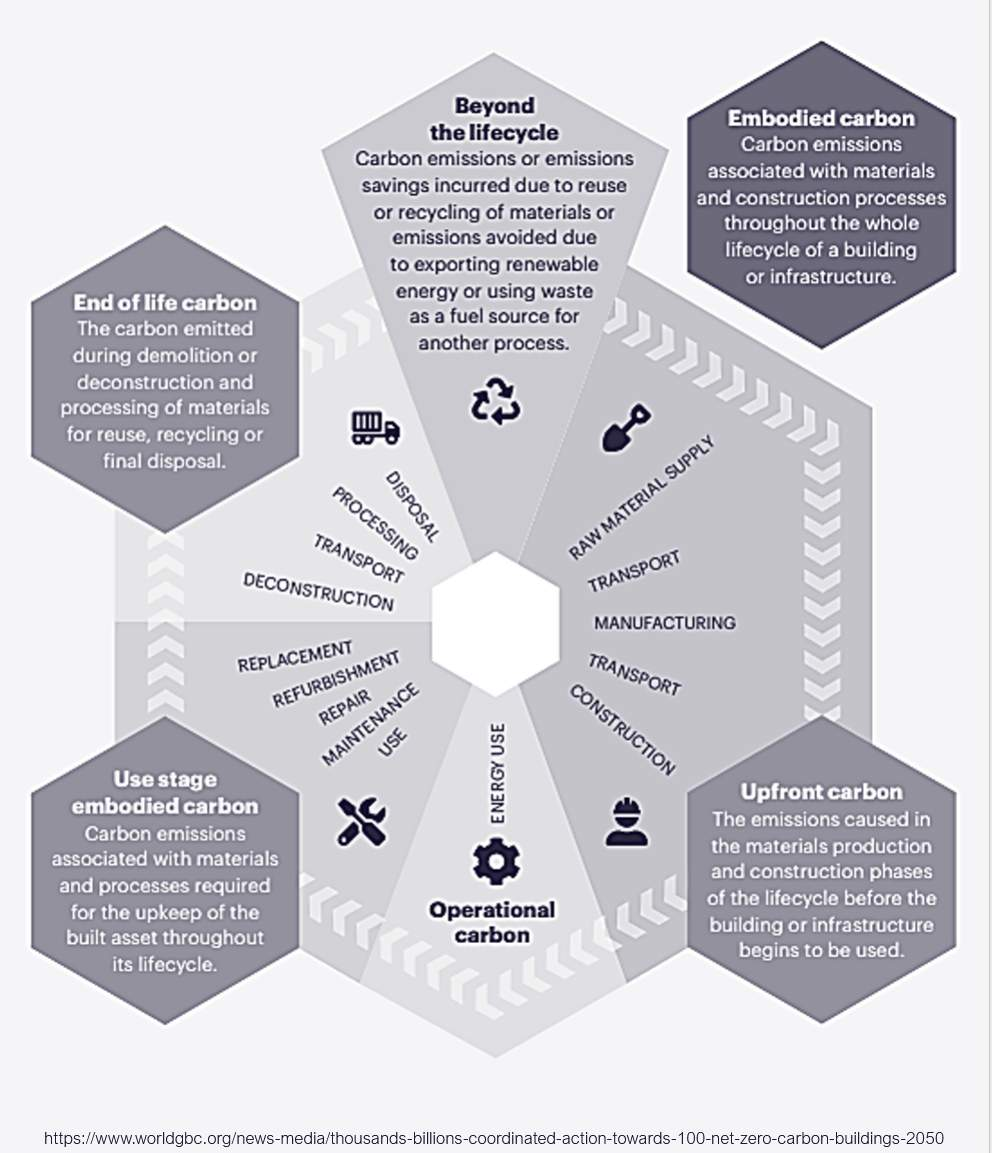 Beyond
the lifecycle
Carbon emissions or emissions
savings incurred due to reuse
or recycling of materials or
emissions avoided due
to exporting renewable
energy or using waste
as a fuel source for
another process.
Embodied carbon
Carbon emissions
associated with materials
and construction processes
throughout the whole
lifecycle of a building
or infrastructure.
End of life carbon
The carbon emitted
during demolition or
deconstruction and
processing of materials
for reuse, recycling or
final disposal.
RAW MATERIAL SUPPLY
TRANSPORT
MANUFACTURING
TRANSPORT
CONSTRUCTION
DISPOSAL
PROCESSING
TRANSPORT
DECONSTRUCTION
REPLACEMENT
REFURBISHMENT
REPAIR
MAINTENANCE
USE
ENERGY USE
Operational
carbon
Use stage
embodied carbon
Carbon emissions
associated with materials
and processes required
for the upkeep of the
built asset throughout
its lifecycle.
Upfront carbon
The emissions caused in
the materials production
and construction phases
of the lifecycle before the
building or infrastructure
begins to be used.
https://www.worldgbc.org/news-media/thousands-billions-coordinated-action-towards-100-net-zero-carbon-buildings-2050